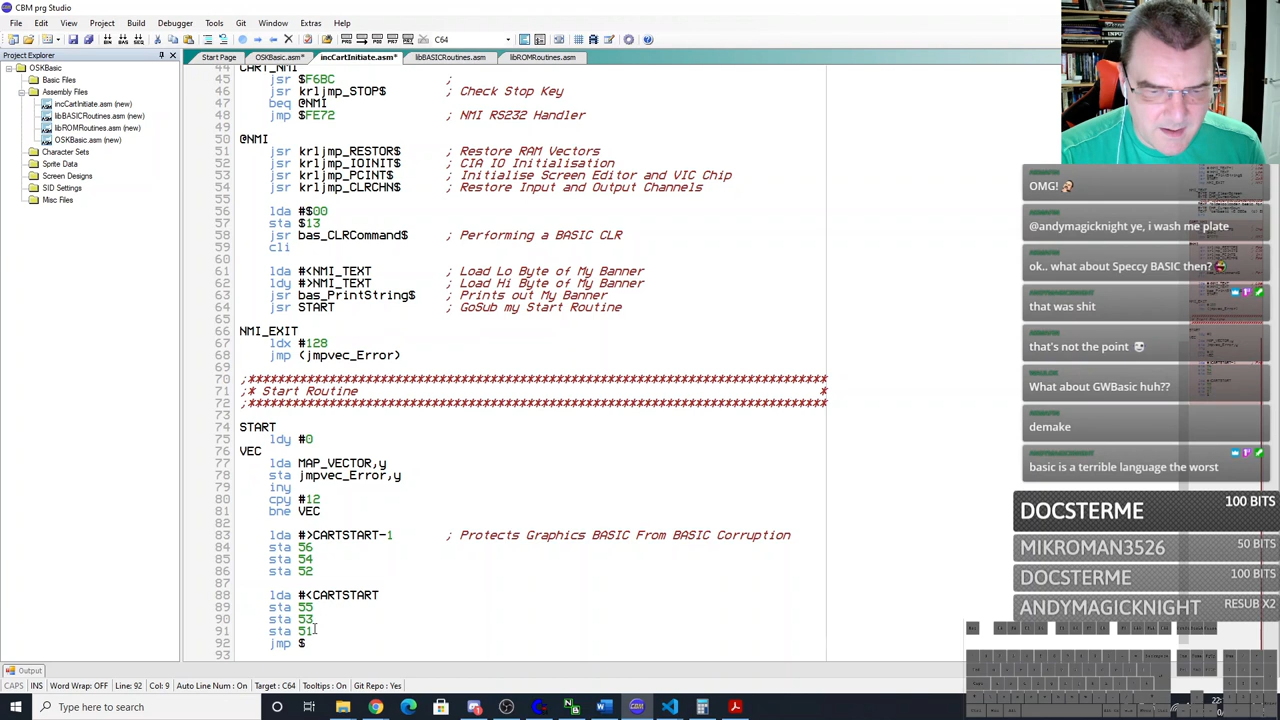 CBM prg Studio
File Edit View Project Build Debugger Tools Git Window Extras Help
C64
Project Explorer
Start Page OSKBasic.asm* incCartInitiate.asm* libBASICRoutines.asm libROMRoutines.asm
OSKBasic
Basic Files
Assembly Files
incCartInitiate.asm (new)
libBASICRoutines.asm (new)
libROMRoutines.asm (new)
OSKBasic.asm (new)
Character Sets
Sprite Data
Screen Designs
SID Settings
Misc Files
44 CART_NMI
45 jsr $F6BC ;
46 jsr krljmp_STOP$ ; Check Stop Key
47 beq @NMI
48 jmp $FE72 ; NMI RS232 Handler
49
50 @NMI
51 jsr krljmp_RESTOR$ ; Restore RAM Vectors
52 jsr krljmp_IOINIT$ ; CIA IO Initialisation
53 jsr krljmp_PCINT$ ; Initialise Screen Editor and VIC Chip
54 jsr krljmp_CLRCHN$ ; Restore Input and Output Channels
55
56 lda #$00
57 sta $13
58 jsr bas_CLRCommand$ ; Performing a BASIC CLR
59 cli
60
61 lda #<NMI_TEXT ; Load Lo Byte of My Banner
62 ldy #>NMI_TEXT ; Load Hi Byte of My Banner
63 jsr bas_PrintString$ ; Prints out My Banner
64 jsr START ; GoSub my Start Routine
65
66 NMI_EXIT
67 ldx #128
68 jmp (jmpvec_Error)
69
70 ;*******************************************************************************
71 ;* Start Routine *
72 ;*******************************************************************************
73
74 START
75 ldy #0
76 VEC
77 lda MAP_VECTOR,y
78 sta jmpvec_Error,y
79 iny
80 cpy #12
81 bne VEC
82
83 lda #>CARTSTART-1 ; Protects Graphics BASIC From BASIC Corruption
84 sta 56
85 sta 54
86 sta 52
87
88 lda #<CARTSTART
89 sta 55
90 sta 53
91 sta 51
92 jmp $
93
OMG!
@andymagicknight ye, i wash me plate
ok.. what about Speccy BASIC then?
ANDYMAGICKNIGHT
that was shit
that's not the point
What about GWBasic huh??
demake
ANDYMAGICKNIGHT
basic is a terrible language the worst
DOCSTERME 100 BITS
MIKROMAN3526 50 BITS
DOCSTERME 100 BITS
ANDYMAGICKNIGHT RESUB X2
Output
CAPS INS Word Wrap: OFF Line: 92 Col: 9 Auto Line Num : On Target : C64 Tooltips : On Git Repo : Yes
Type here to search